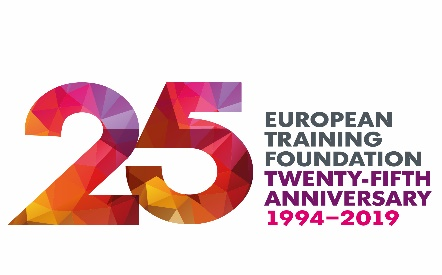 25
EUROPEAN
TRAINING
FOUNDATION
TWENTY-FIFTH
ANNIVERSARY
1994–2019